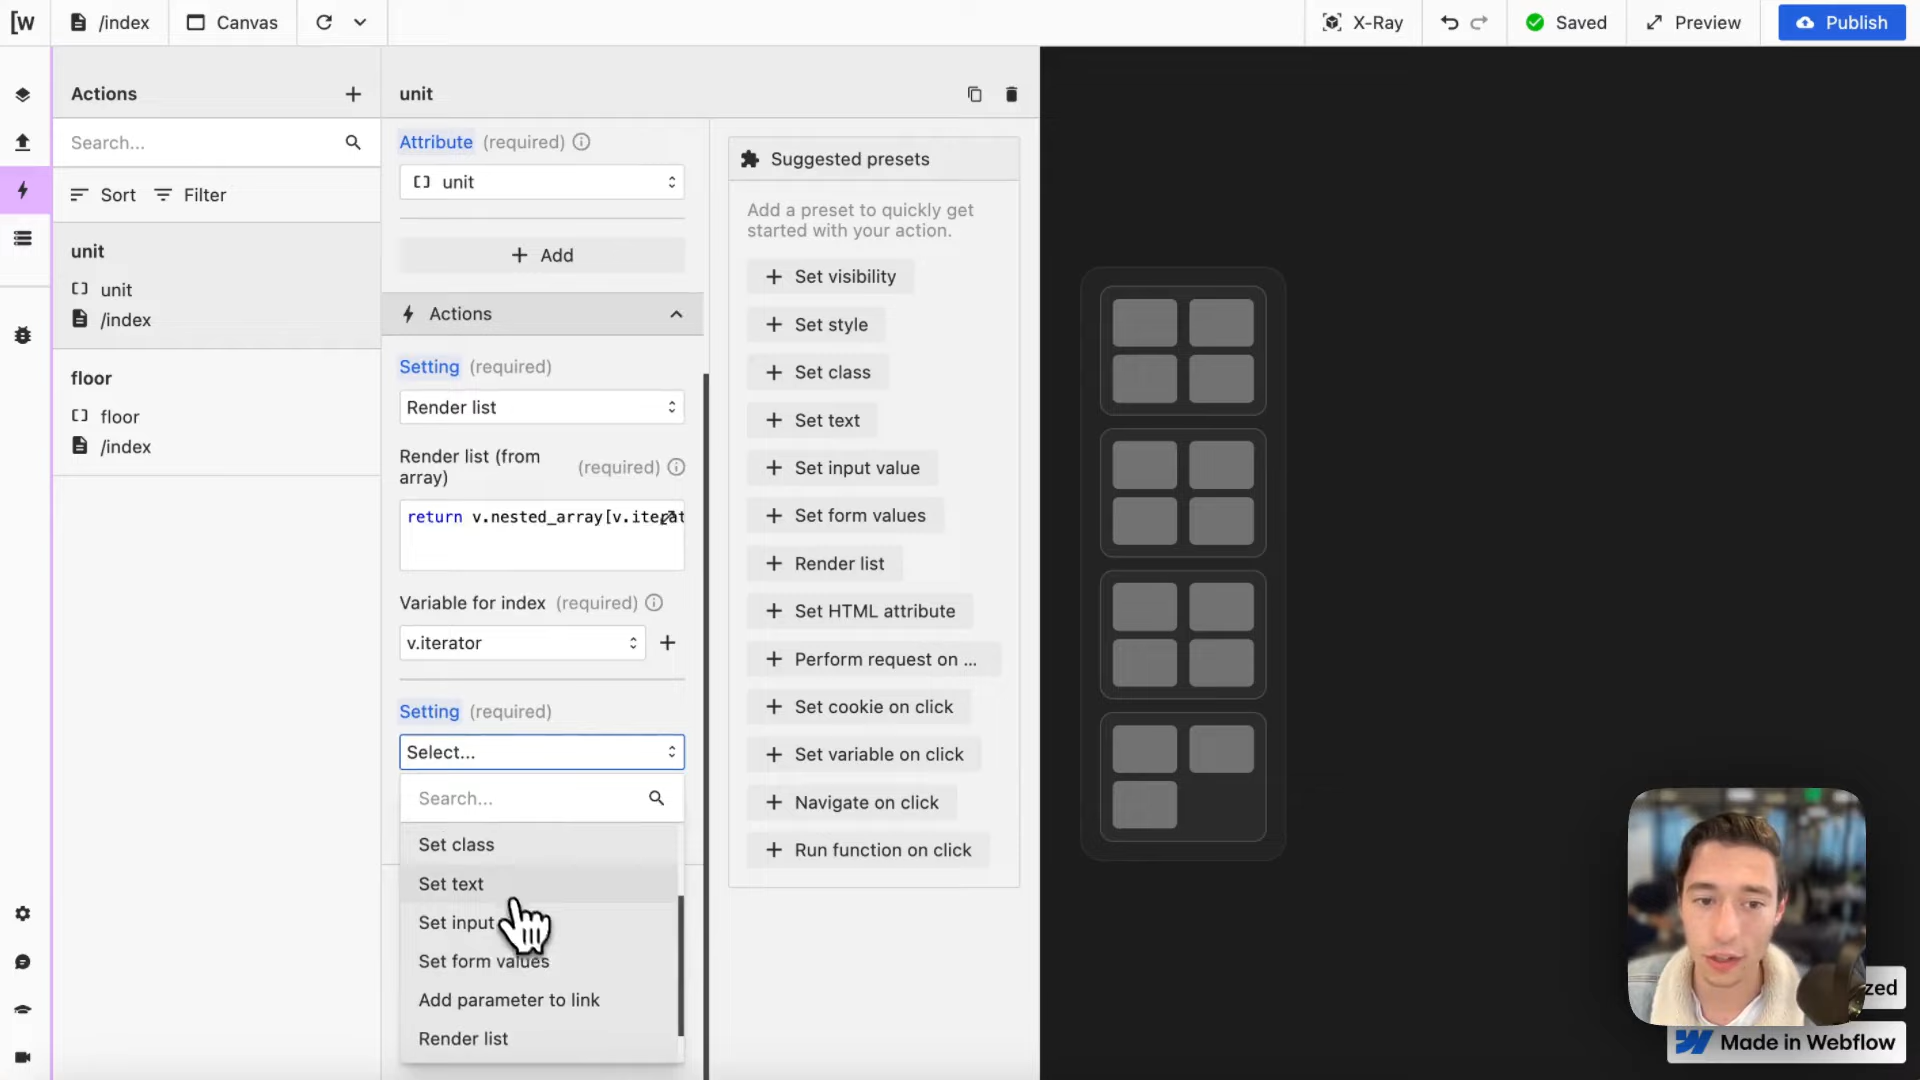 [w
/index
Canvas
X-Ray
Saved
Preview
Publish
Actions
Search...
Sort
Filter
unit
unit
/index
floor
floor
/index
unit
Attribute (required)
unit
Add
Actions
Setting (required)
Render list
Render list (from array) (required)
return v.nested_array[v.iterat
Variable for index (required)
v.iterator
Setting (required)
Select...
Search...
Set class
Set text
Set input
Set form values
Add parameter to link
Render list
Suggested presets
Add a preset to quickly get
started with your action.
Set visibility
Set style
Set class
Set text
Set input value
Set form values
Render list
Set HTML attribute
Perform request on ...
Set cookie on click
Set variable on click
Navigate on click
Run function on click
zed
Made in Webflow